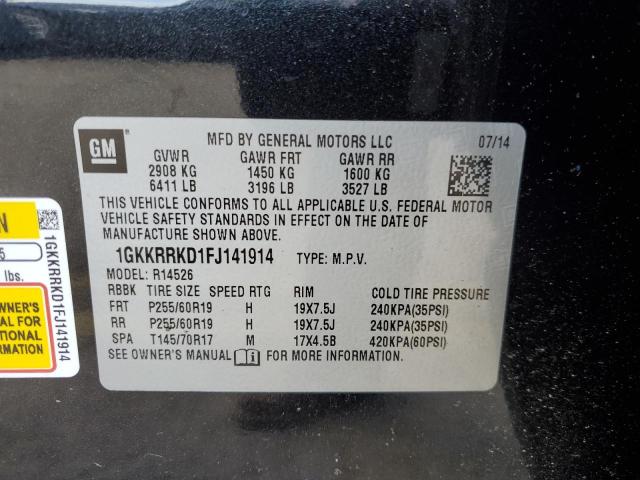 GM
MFD BY GENERAL MOTORS LLC 07/14
GVWR GAWR FRT GAWR RR
2908 KG 1450 KG 1600 KG
6411 LB 3196 LB 3527 LB
THIS VEHICLE CONFORMS TO ALL APPLICABLE U.S. FEDERAL MOTOR
VEHICLE SAFETY STANDARDS IN EFFECT ON THE DATE OF
MANUFACTURE SHOWN ABOVE.
1GKKRRKD1FJ141914 TYPE: M.P.V.
MODEL: R14526
RBBK TIRE SIZE SPEED RTG RIM COLD TIRE PRESSURE
FRT P255/60R19 H 19X7.5J 240KPA(35PSI)
RR P255/60R19 H 19X7.5J 240KPA(35PSI)
SPA T145/70R17 M 17X4.5B 420KPA(60PSI)
SEE OWNER'S MANUAL FOR MORE INFORMATION.
lbs.
OWNER'S
FOR
1GKKRRKD1FJ141914